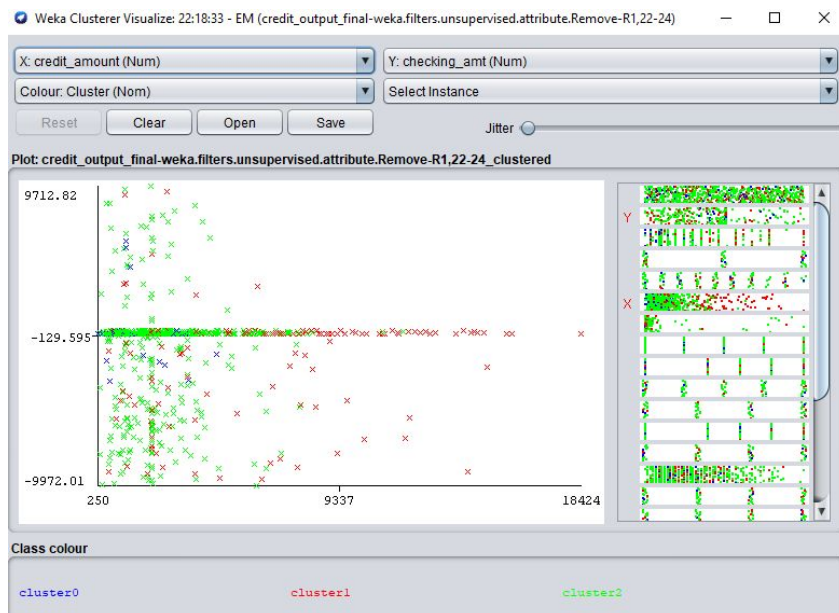 Weka Clusterer Visualize: 22:18:33 - EM (credit_output_final-weka.filters.unsupervised.attribute.Remove-R1,22-24)
X: credit_amount (Num) Y: checking_amt (Num)
Colour: Cluster (Nom) Select Instance
Reset Clear Open Save Jitter
Plot: credit_output_final-weka.filters.unsupervised.attribute.Remove-R1,22-24_clustered
9712.82
Y
X
-129.595
-9972.01
250 9337 18424
Class colour
cluster0 cluster1 cluster2